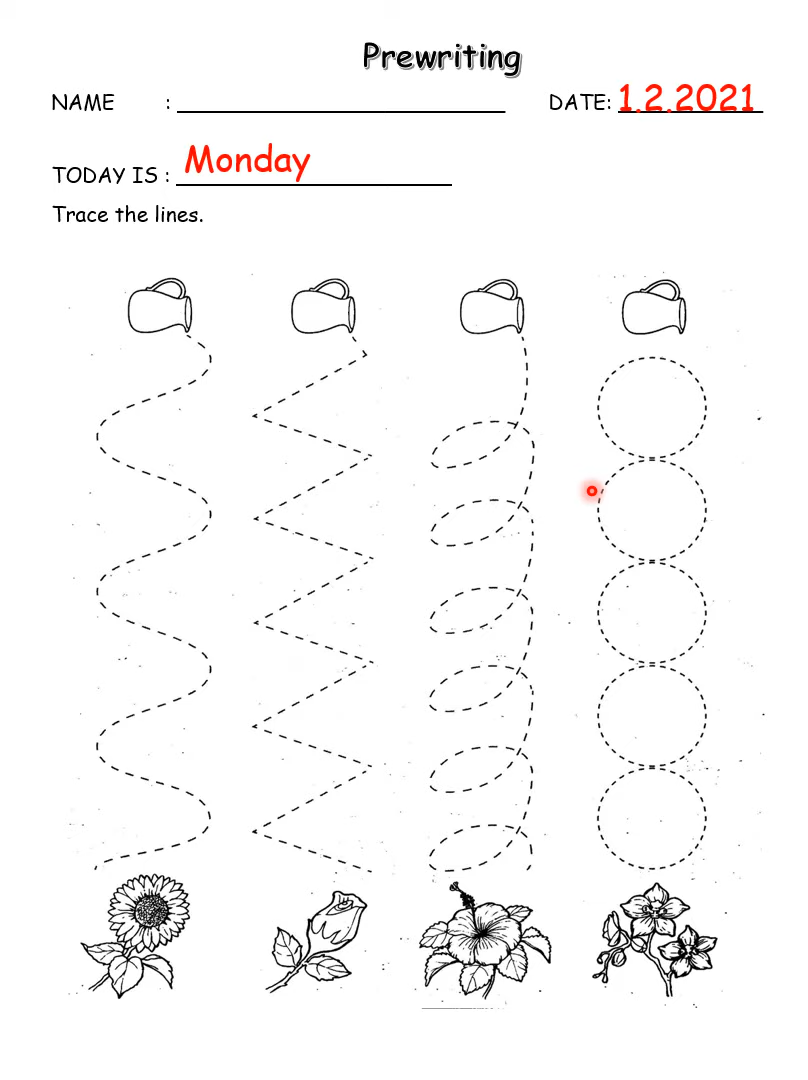 Prewriting
NAME : DATE: 1.2.2021
TODAY IS : Monday
Trace the lines.